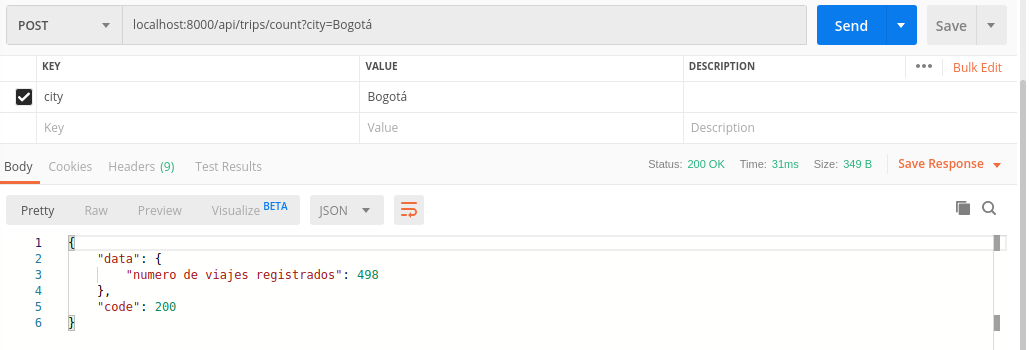 POST localhost:8000/api/trips/count?city=Bogotá Send Save
KEY VALUE DESCRIPTION Bulk Edit
city Bogotá
Key Value Description
Body Cookies Headers (9) Test Results Status: 200 OK Time: 31ms Size: 349 B Save Response
Pretty Raw Preview Visualize BETA JSON
1 {
2 "data": {
3 "numero de viajes registrados": 498
4 },
5 "code": 200
6 }